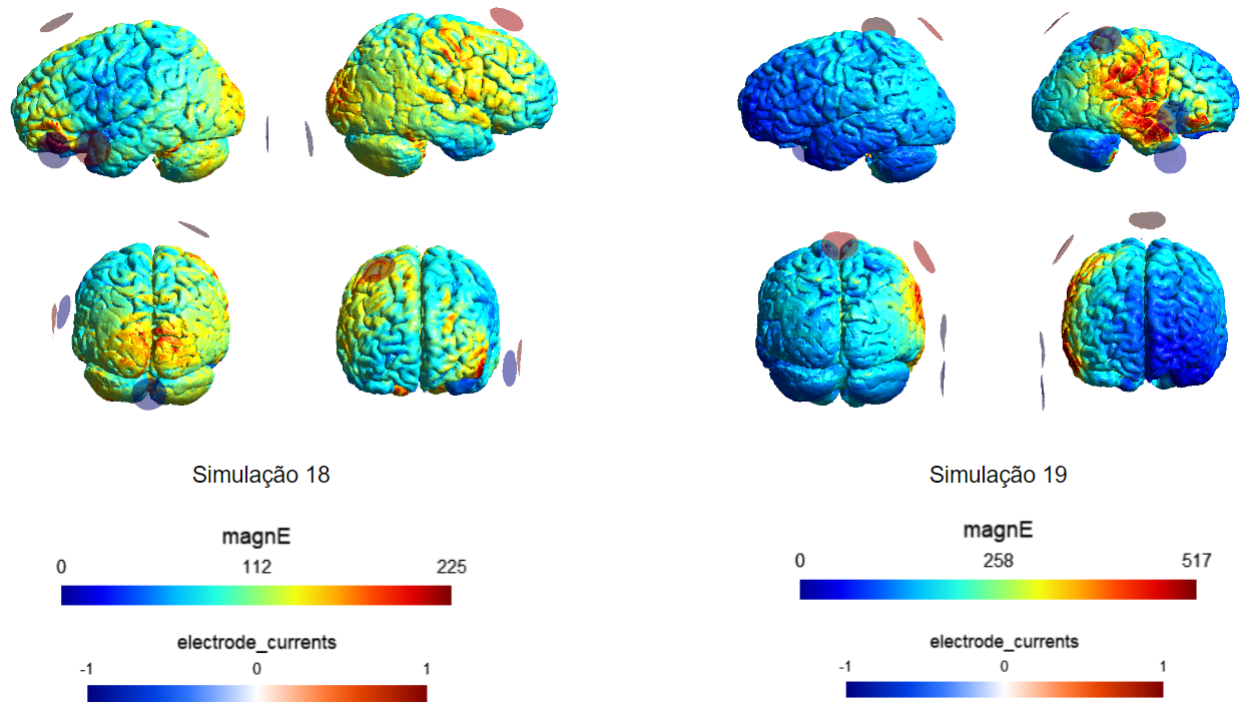 Simulação 18
magnE
0 112 225
electrode_currents
-1 0 1
Simulação 19
magnE
0 258 517
electrode_currents
-1 0 1